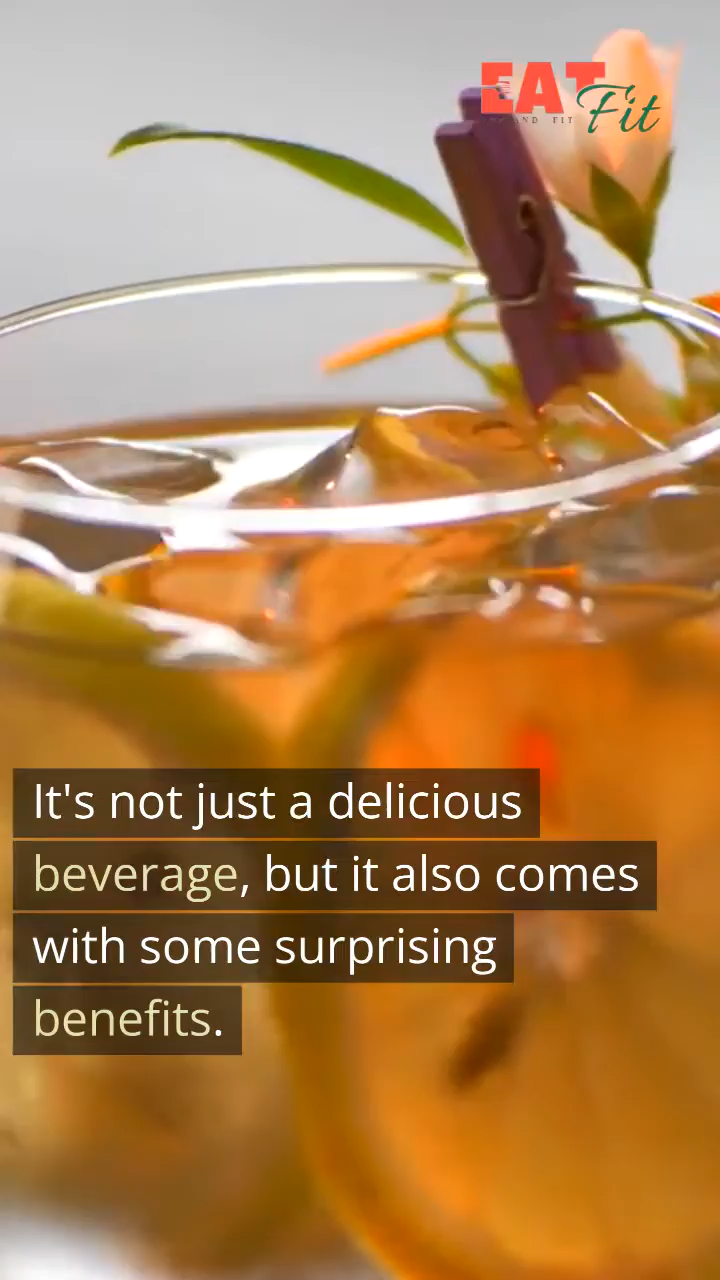 EAT
Fit
It's not just a delicious
beverage, but it also comes
with some surprising
benefits.